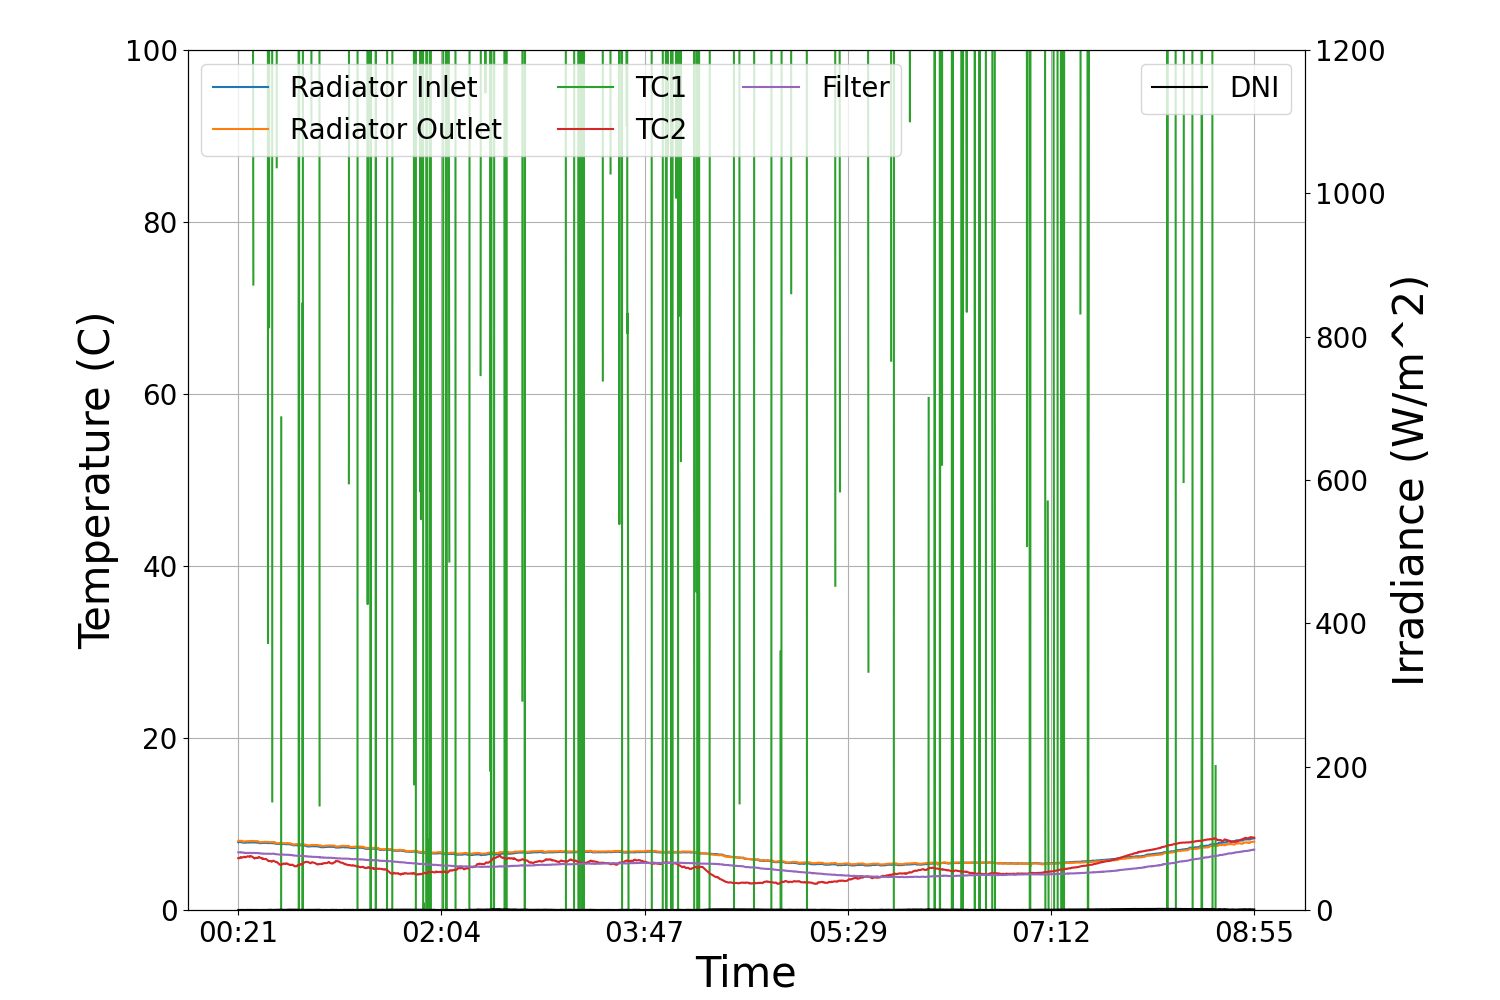 100
80
60
40
20
0
Temperature (C)
Radiator Inlet
Radiator Outlet
TC1
TC2
Filter
DNI
1200
1000
800
600
400
200
0
Irradiance (W/m^2)
00:21
02:04
03:47
05:29
07:12
08:55
Time